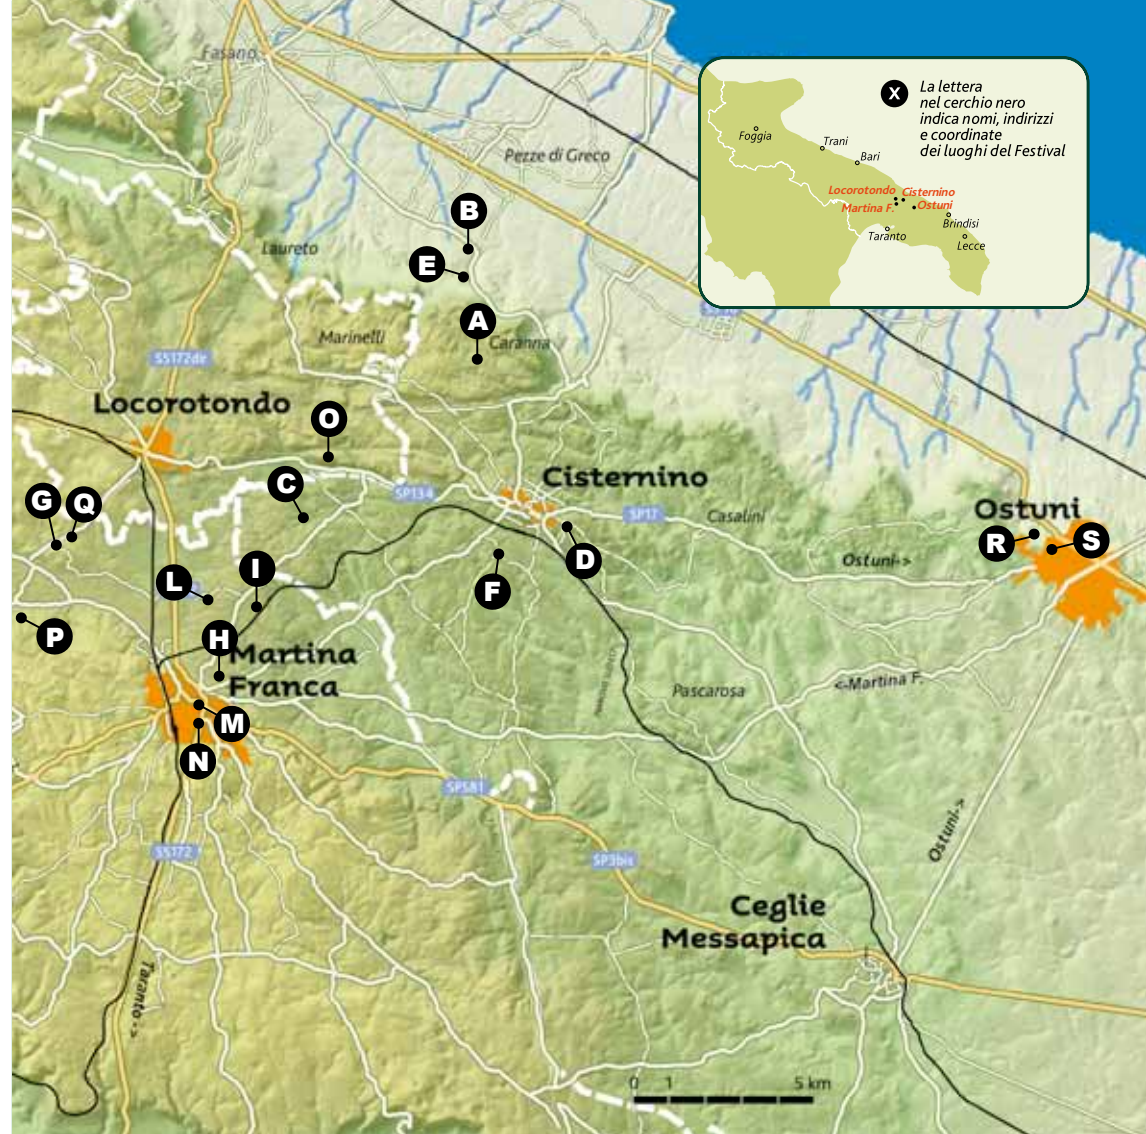 Fasano
Pezze di Greco
X
La lettera
nel cerchio nero
indica nomi, indirizzi
e coordinate
dei luoghi del Festival
Foggia
Trani
Bari
Locorotondo
Cisternino
Martina F.
Ostuni
Brindisi
Taranto
Lecce
B
Laureto
E
A
Marinelli
Caranna
SS172dir
Locorotondo
O
Cisternino
C
SP134
G
Q
SP17
Casalini
Ostuni
R
S
D
Ostuni->
I
F
L
P
H
Martina
Franca
Pascarosa
<-Martina F.
M
N
SP581
Ostuni->
SS172
SP3bis
Ceglie
Messapica
Taranto->
0 1 5 km